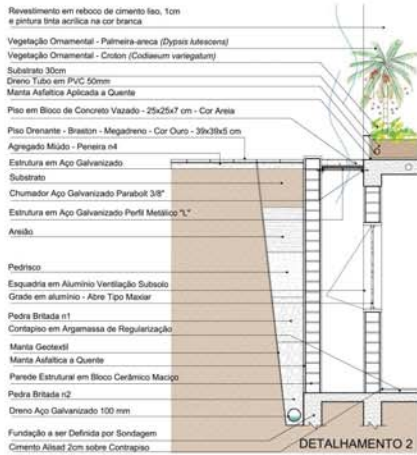 Revestimento em reboco de cimento liso, 1cm
e pintura tinta acrílica na cor branca
Vegetação Ornamental - Palmeira-areca (Dypsis lutescens)
Vegetação Ornamental - Croton (Codiaeum variegatum)
Substrato 30cm
Dreno Tubo em PVC 50mm
Manta Asfaltica Aplicada a Quente
Piso em Bloco de Concreto Vazado - 25x25x7 cm - Cor Areia
Piso Drenante - Braston - Megadreno - Cor Ouro - 39x39x5 cm
Agregado Miúdo - Peneira n4
Estrutura em Aço Galvanizado
Substrato
Chumador Aço Galvanizado Parabolt 3/8"
Estrutura em Aço Galvanizado Perfil Metálico "L"
Areião
Pedrisco
Esquadria em Alumínio Ventilação Subsolo
Grade em alumínio - Abre Tipo Maxiar
Pedra Britada n1
Contapiso em Argamassa de Regularização
Manta Geotextil
Manta Asfaltica a Quente
Parede Estrutural em Bloco Cerâmico Maciço
Pedra Britada n2
Dreno Aço Galvanizado 100 mm
Fundação a ser Definida por Sondagem
Cimento Alisad 2cm sobre Contrapiso
DETALHAMENTO 2